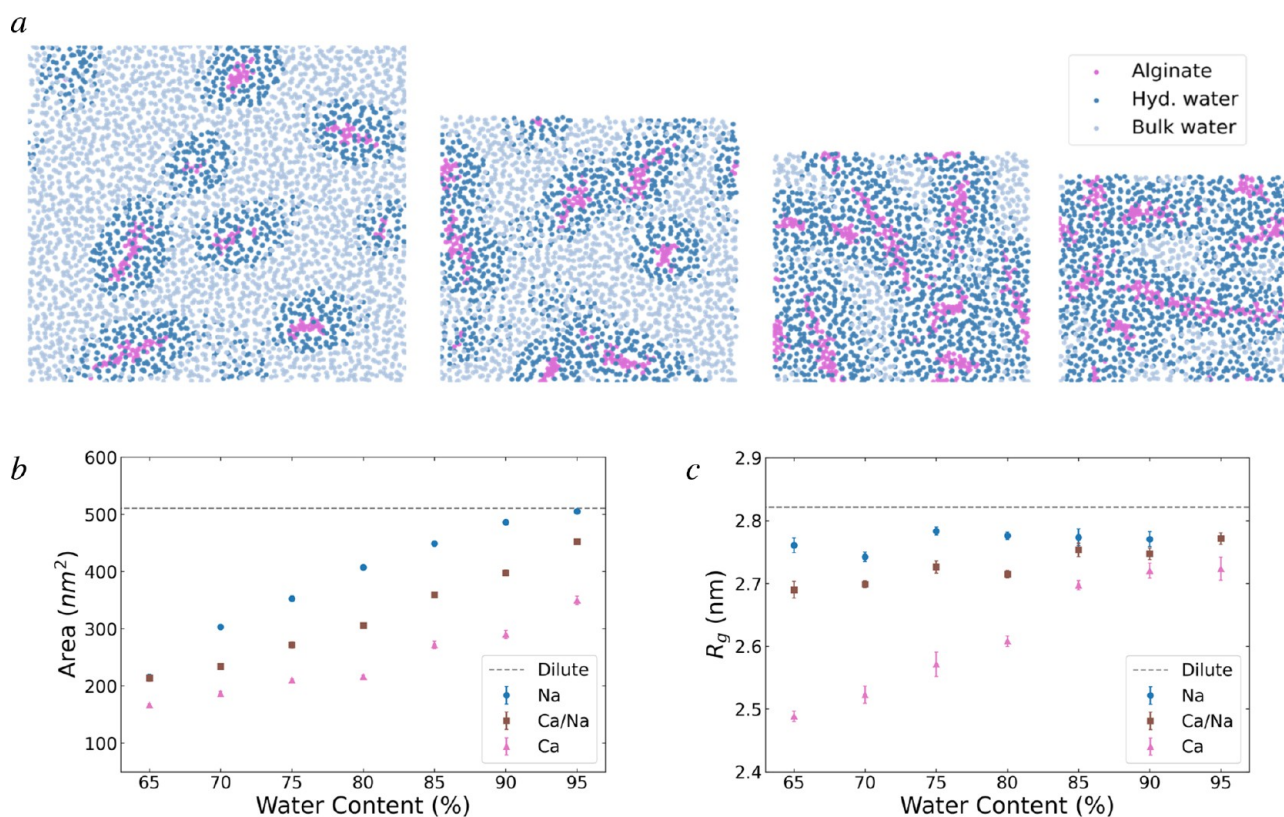 a
Alginate
Hyd. water
Bulk water
b
600
500
400
300
200
100
Area (nm²)
Dilute
Na
Ca/Na
Ca
65 70 75 80 85 90 95
Water Content (%)
c
2.9
2.8
2.7
2.6
2.5
2.4
R_g (nm)
Dilute
Na
Ca/Na
Ca
65 70 75 80 85 90 95
Water Content (%)